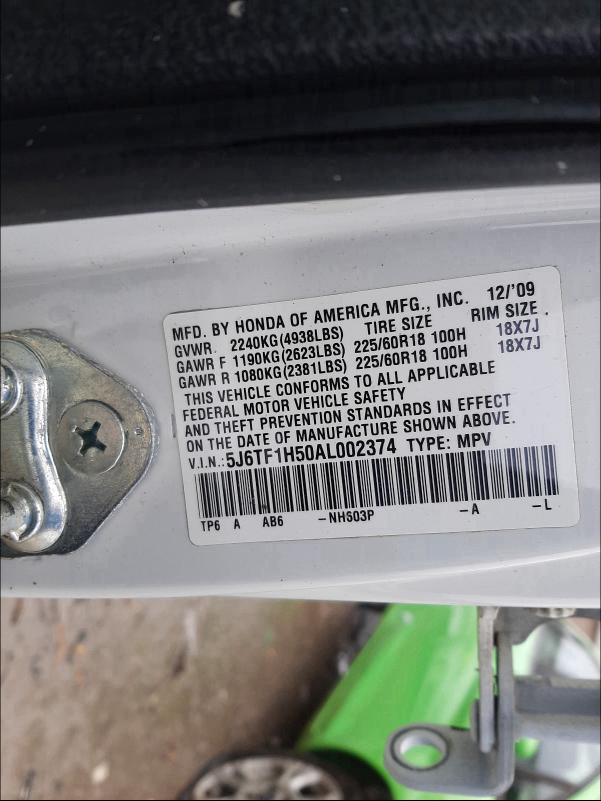 MFD. BY HONDA OF AMERICA MFG., INC. 12/'09
GVWR. 2240KG(4938LBS) TIRE SIZE RIM SIZE
GAWR F 1190KG(2623LBS) 225/60R18 100H 18X7J
GAWR R 1080KG(2381LBS) 225/60R18 100H 18X7J
THIS VEHICLE CONFORMS TO ALL APPLICABLE
FEDERAL MOTOR VEHICLE SAFETY
AND THEFT PREVENTION STANDARDS IN EFFECT
ON THE DATE OF MANUFACTURE SHOWN ABOVE.
V.I.N.:5J6TF1H50AL002374 TYPE: MPV
TP6 A AB6 -NHS03P -A -L